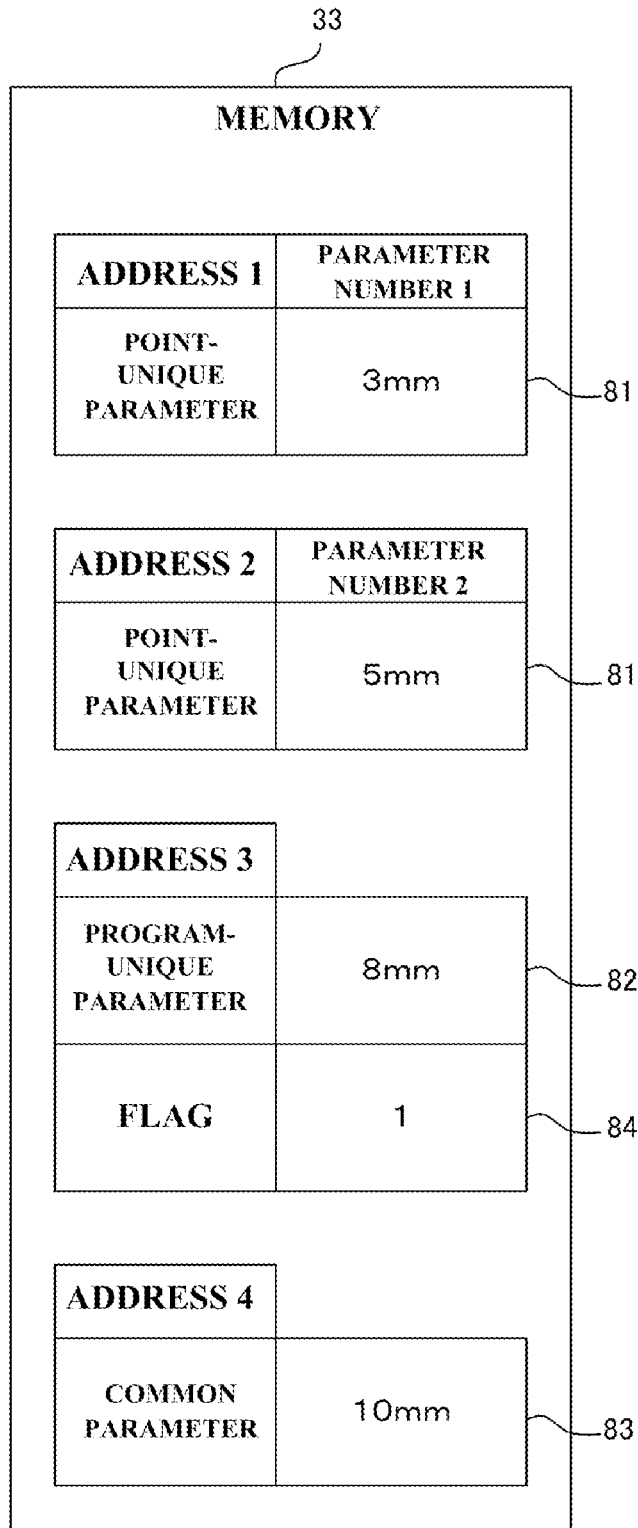 33
MEMORY
ADDRESS 1
PARAMETER
NUMBER 1
POINT-
UNIQUE
PARAMETER
3mm
81
ADDRESS 2
PARAMETER
NUMBER 2
POINT-
UNIQUE
PARAMETER
5mm
81
ADDRESS 3
PROGRAM-
UNIQUE
PARAMETER
8mm
82
FLAG
1
84
ADDRESS 4
COMMON
PARAMETER
10mm
83